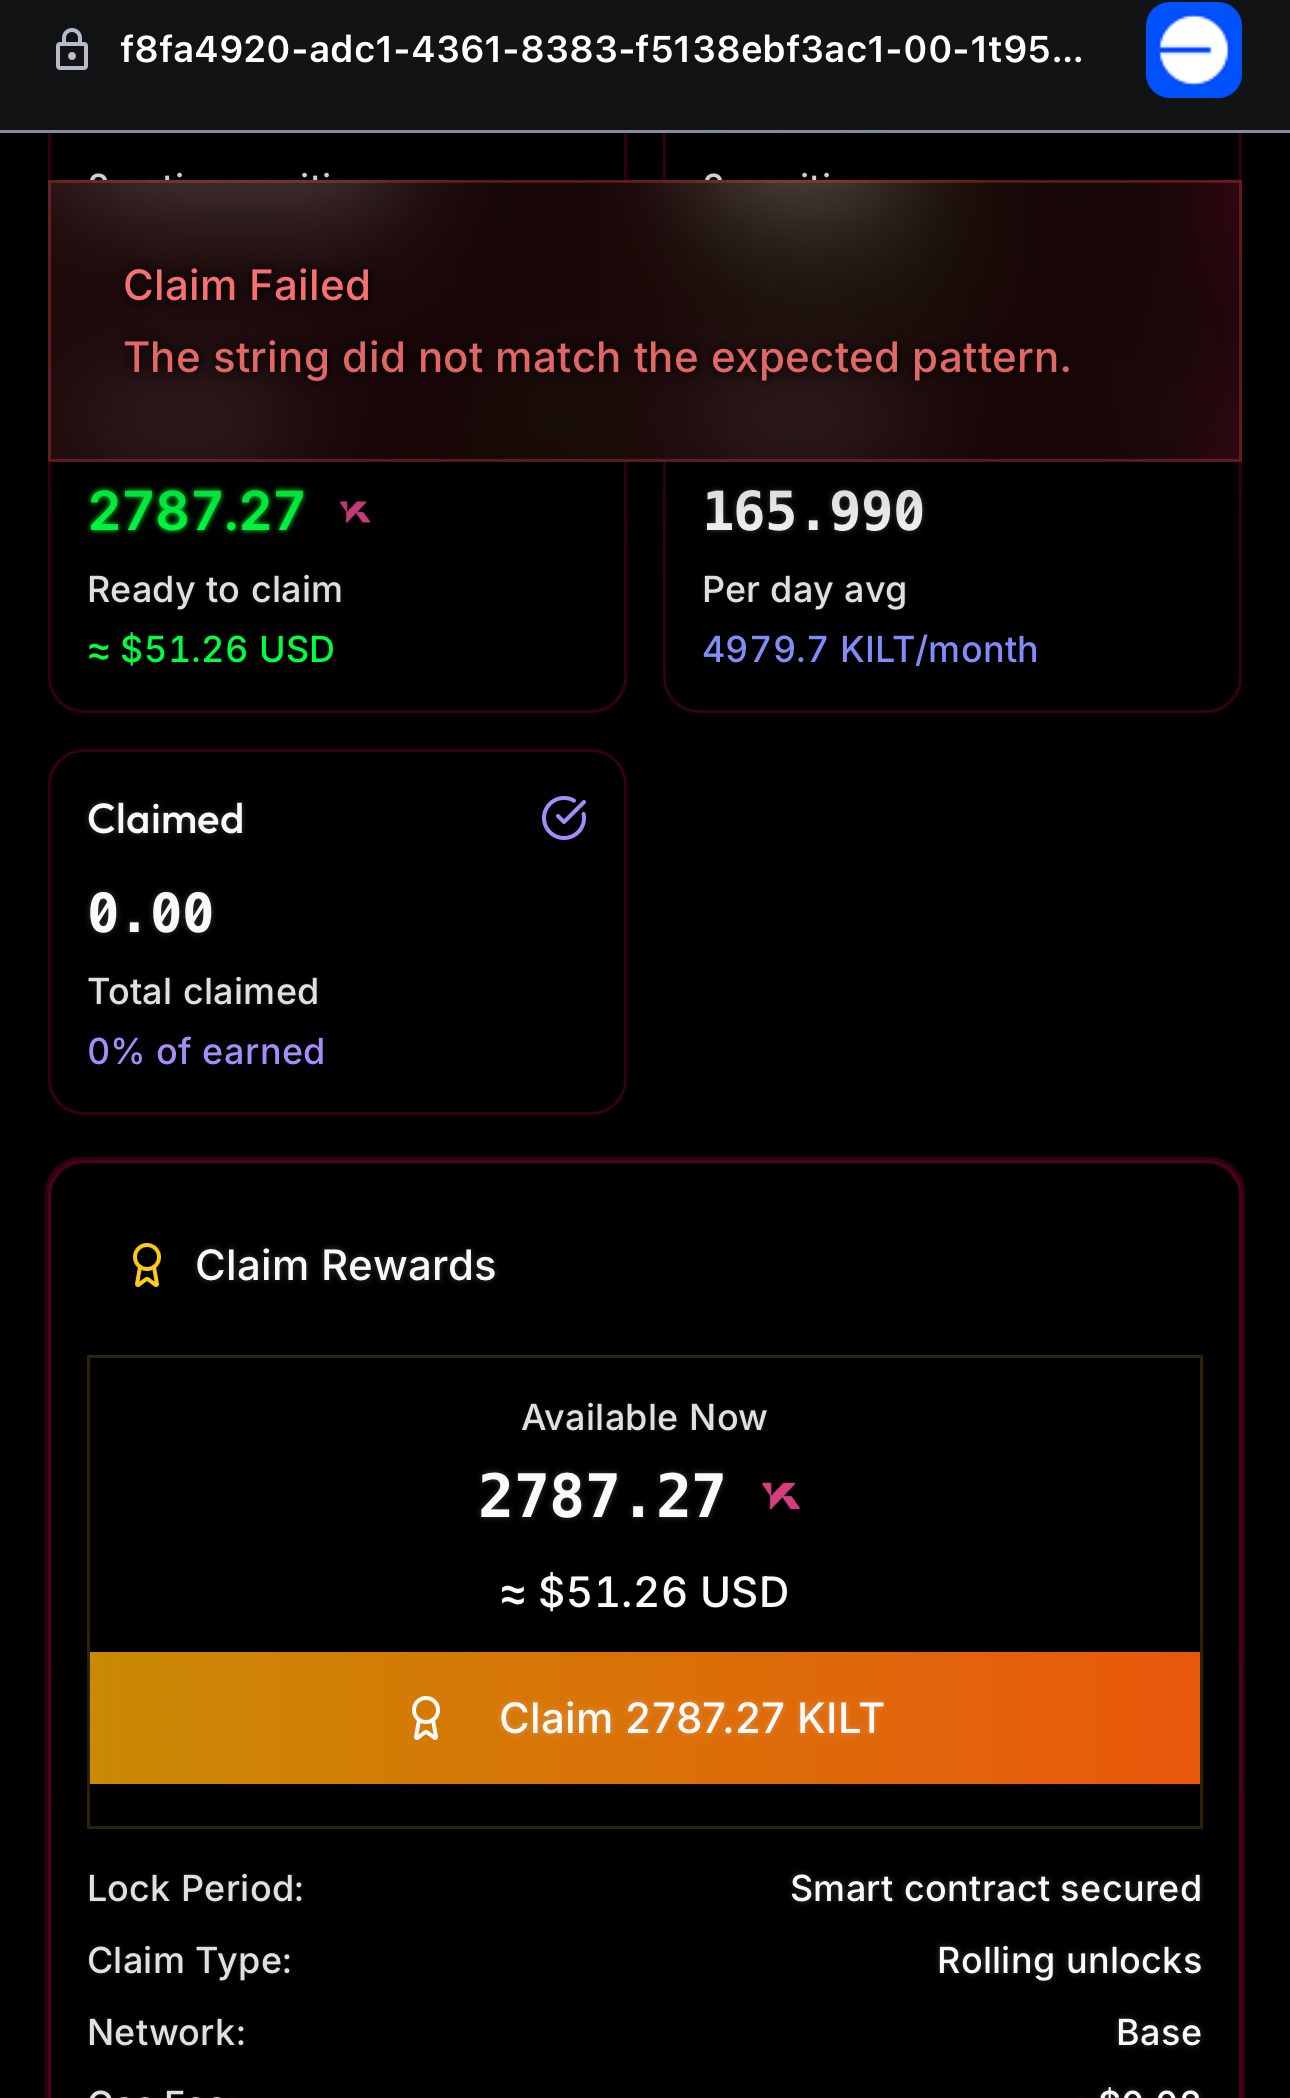 f8fa4920-adc1-4361-8383-f5138ebf3ac1-00-1t95...
Claim Failed
The string did not match the expected pattern.
2787.27
Ready to claim
≈ $51.26 USD
165.990
Per day avg
4979.7 KILT/month
Claimed
0.00
Total claimed
0% of earned
Claim Rewards
Available Now
2787.27
≈ $51.26 USD
Claim 2787.27 KILT
Lock Period: Smart contract secured
Claim Type: Rolling unlocks
Network: Base